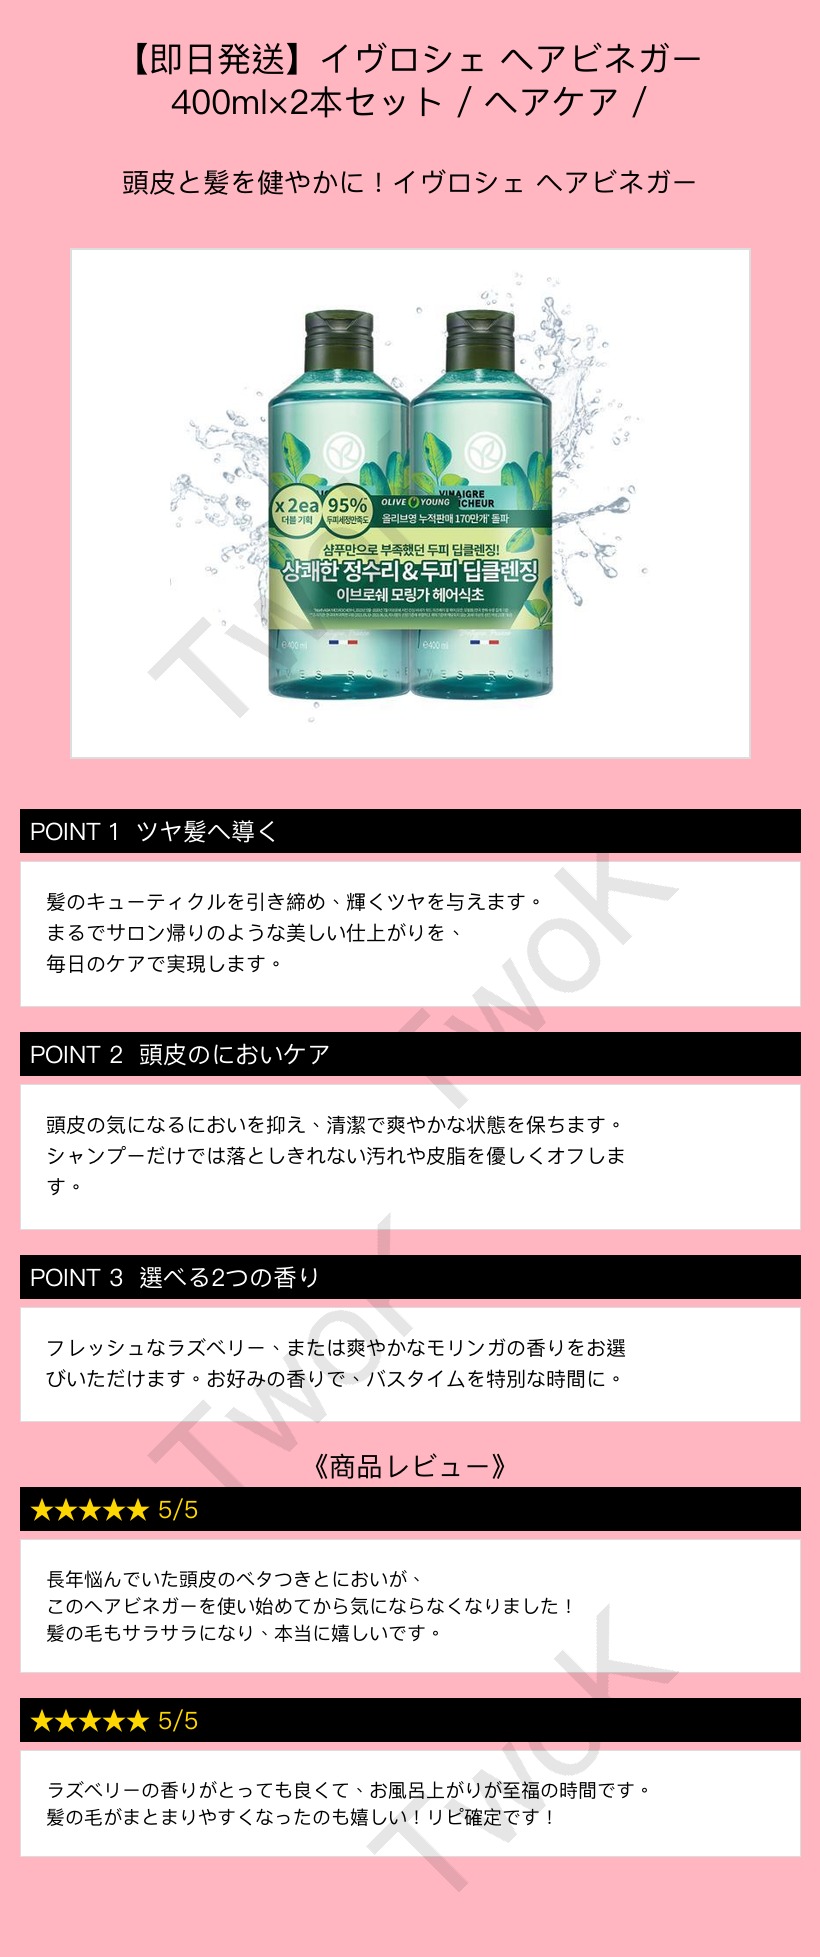 【即日発送】イヴロシェ ヘアビネガー
400ml×2本セット / ヘアケア /
頭皮と髪を健やかに！イヴロシェ ヘアビネガー
x 2ea
더블 기획
95%
두피세정만족도
OLIVE YOUNG
VINAIGRE
올리브영 누적판매 170만개 돌파
샴푸만으로 부족했던 두피 딥클렌징!
상쾌한 정수리&두피 딥클렌징
이브로쉐 모링가 헤어식초
e400 ml
e400 ml
YVES ROCHE
YVES ROCHE
POINT 1 ツヤ髪へ導く
髪のキューティクルを引き締め、輝くツヤを与えます。
まるでサロン帰りのような美しい仕上がりを、
毎日のケアで実現します。
POINT 2 頭皮のにおいケア
頭皮の気になるにおいを抑え、清潔で爽やかな状態を保ちます。
シャンプーだけでは落としきれない汚れや皮脂を優しくオフしま
す。
POINT 3 選べる2つの香り
フレッシュなラズベリー、または爽やかなモリンガの香りをお選
びいただけます。お好みの香りで、バスタイムを特別な時間に。
《商品レビュー》
★★★★★ 5/5
長年悩んでいた頭皮のベタつきとにおいが、
このヘアビネガーを使い始めてから気にならなくなりました！
髪の毛もサラサラになり、本当に嬉しいです。
★★★★★ 5/5
ラズベリーの香りがとっても良くて、お風呂上がりが至福の時間です。
髪の毛がまとまりやすくなったのも嬉しい！リピ確定です！
TwoK
TwoK
TwoK
TwoK